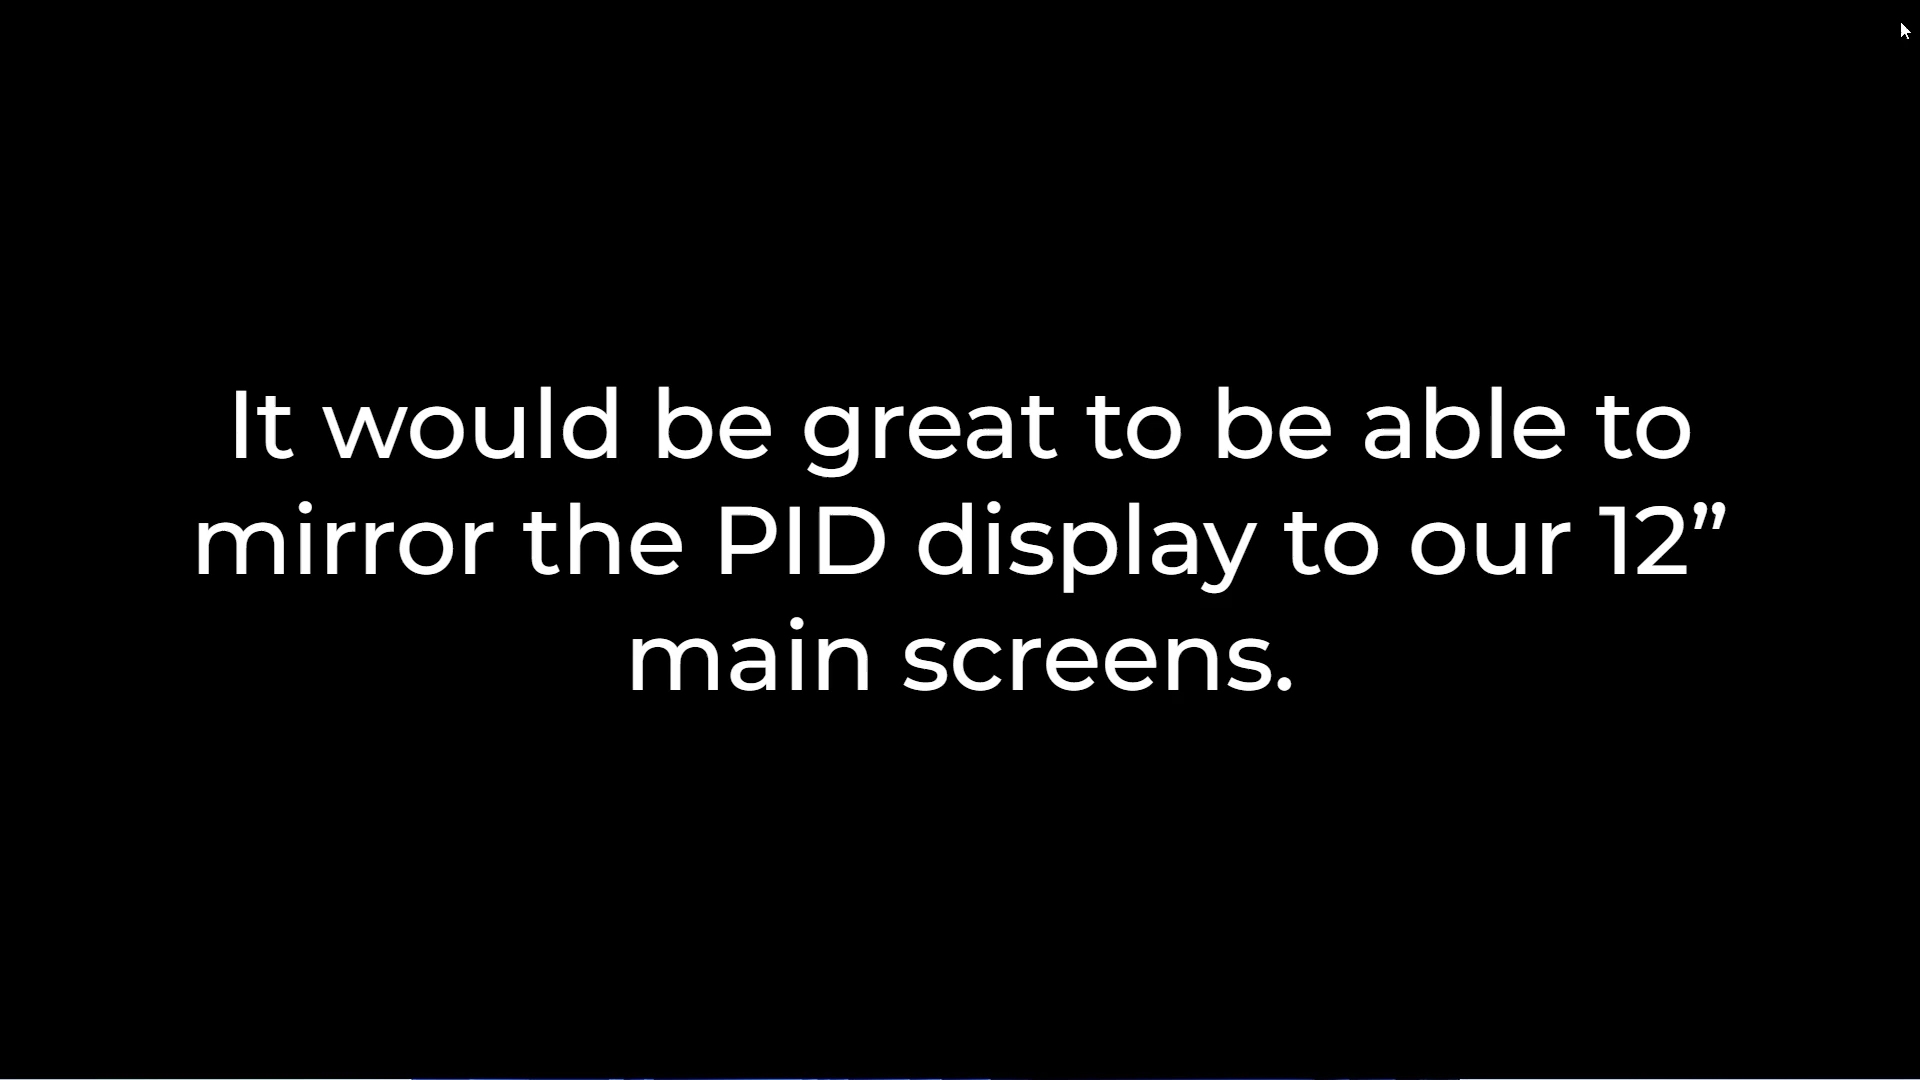 It would be great to be able to
mirror the PID display to our 12”
main screens.